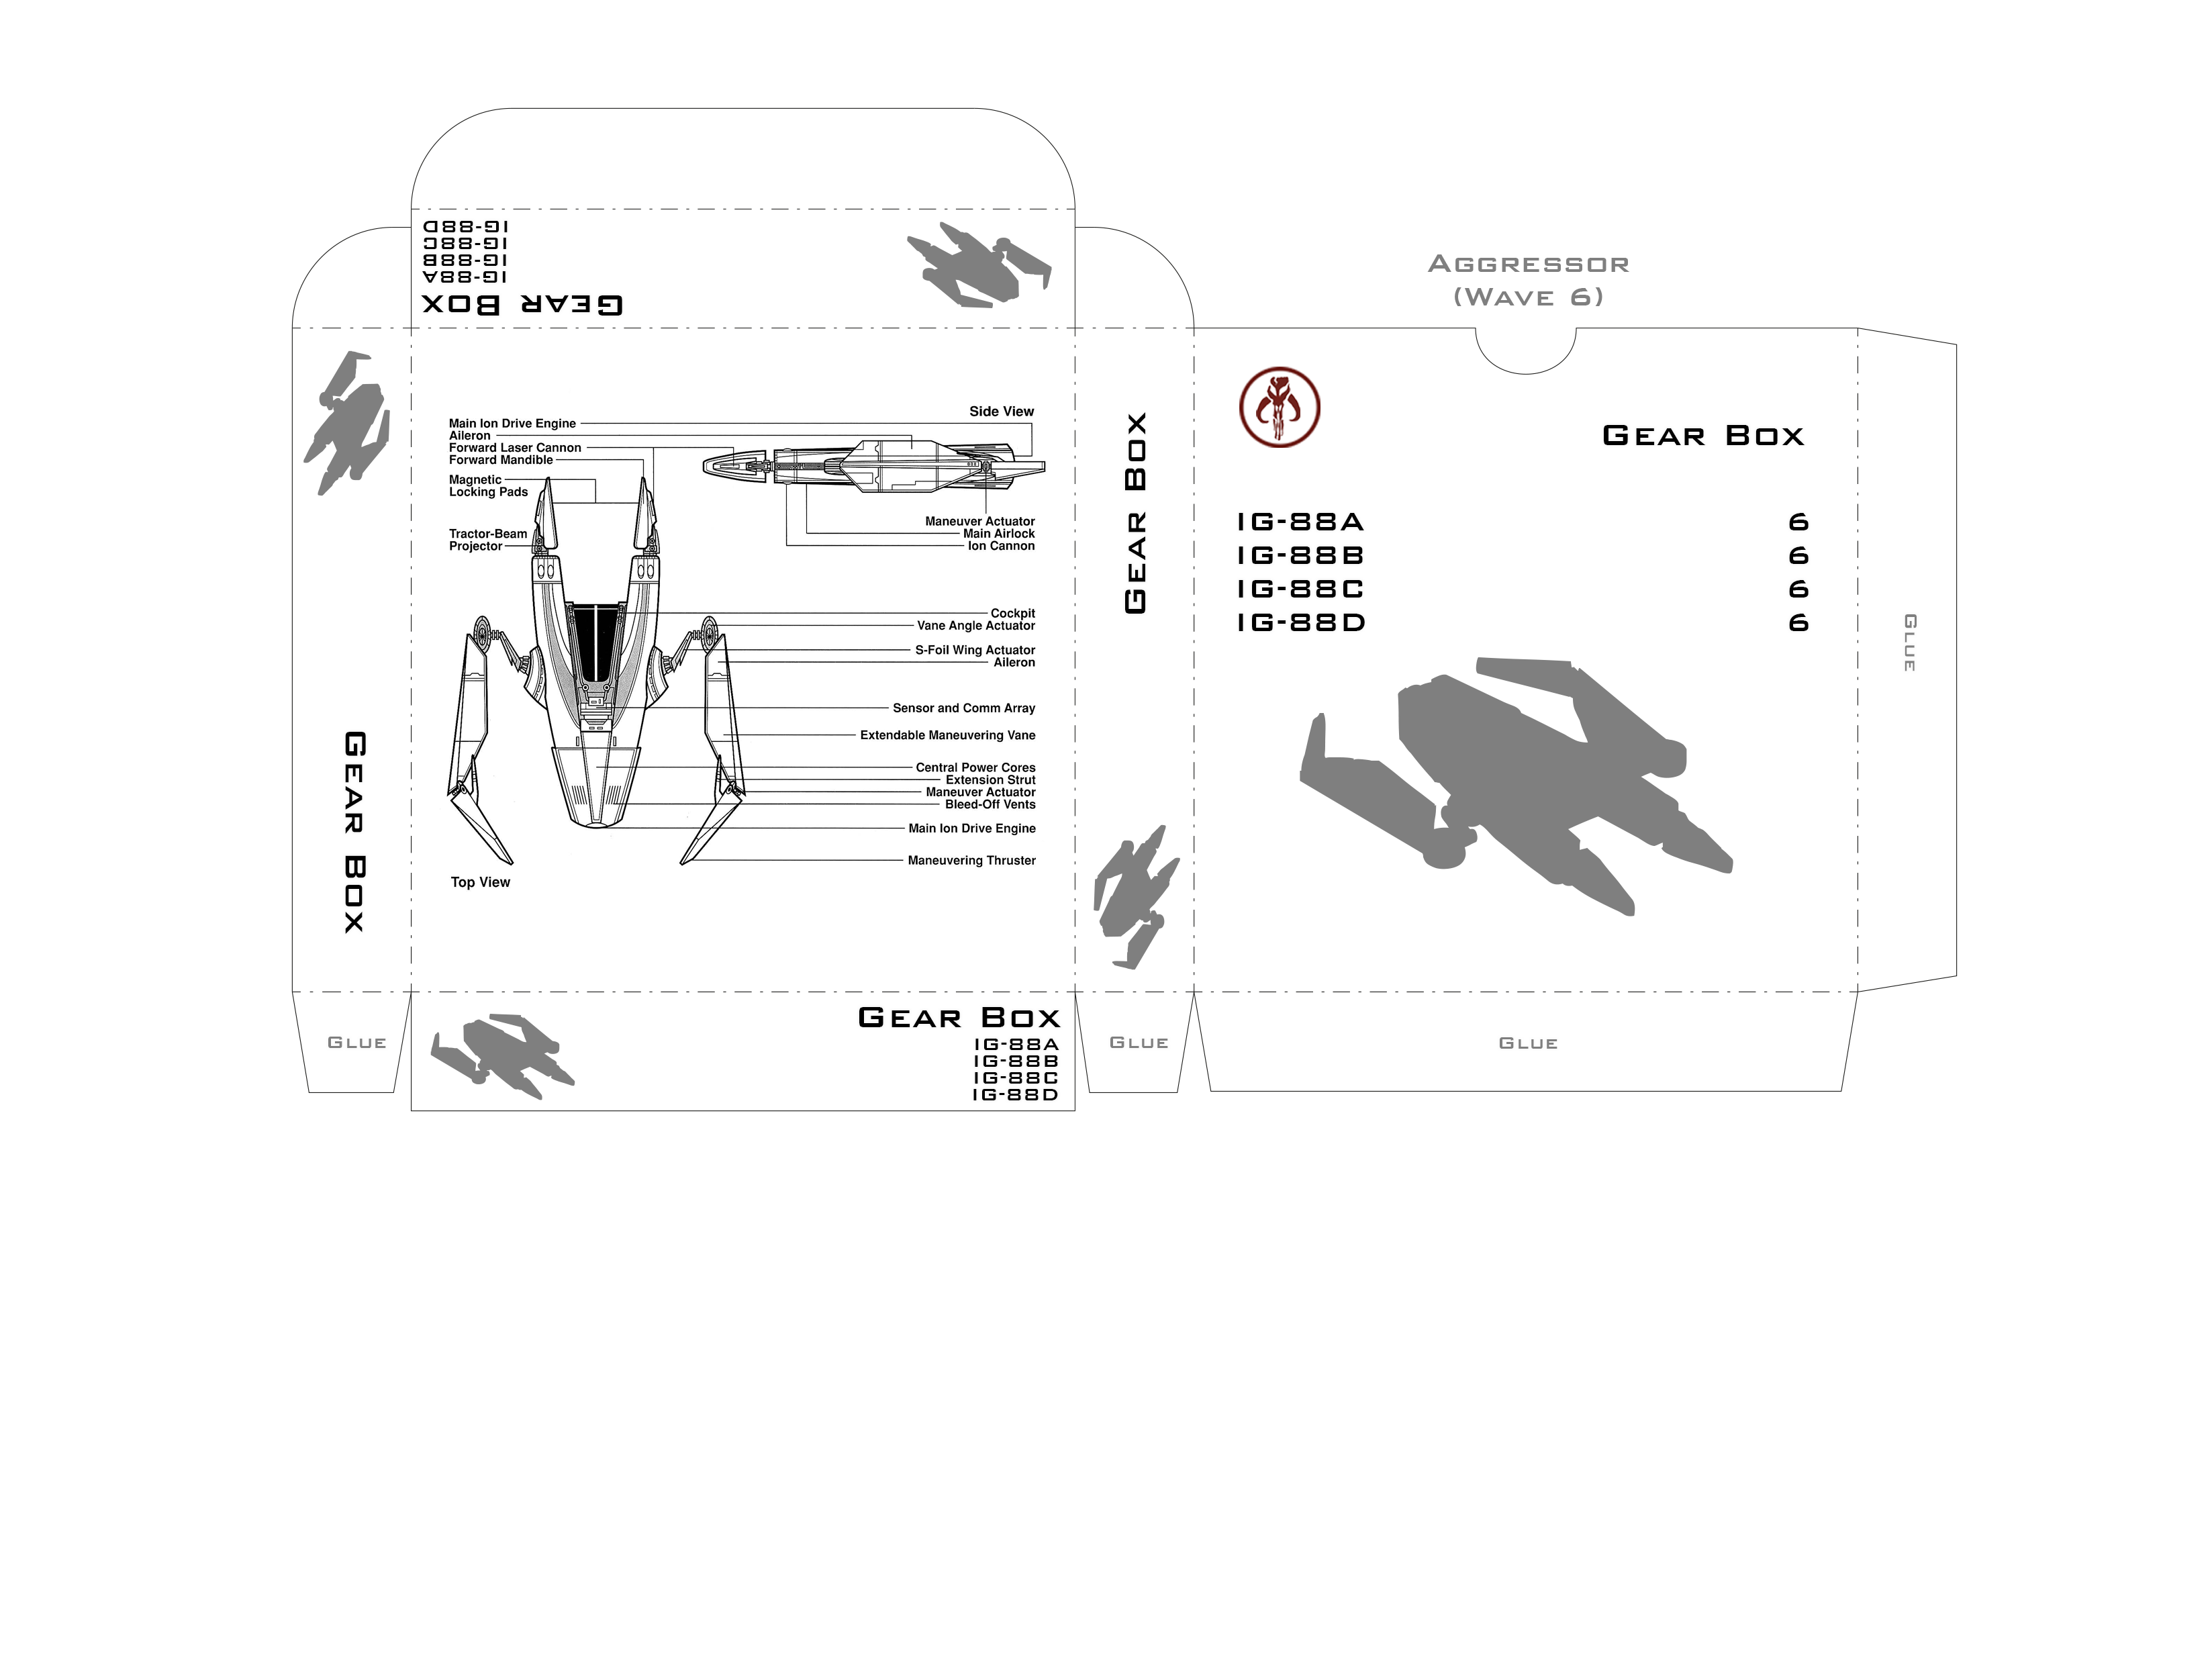 IG-88D
IG-88C
IG-88B
IG-88A
Gear Box
Aggressor
(Wave 6)
Gear Box
Side View
Main Ion Drive Engine
Aileron
Forward Laser Cannon
Forward Mandible
Magnetic
Locking Pads
Tractor-Beam
Projector
Maneuver Actuator
Main Airlock
Ion Cannon
Cockpit
Vane Angle Actuator
S-Foil Wing Actuator
Aileron
Sensor and Comm Array
Extendable Maneuvering Vane
Central Power Cores
Extension Strut
Maneuver Actuator
Bleed-Off Vents
Main Ion Drive Engine
Maneuvering Thruster
Top View
Gear Box
Gear Box
IG-88A 6
IG-88B 6
IG-88C 6
IG-88D 6
Glue
Glue
Gear Box
IG-88A
IG-88B
IG-88C
IG-88D
Glue
Glue